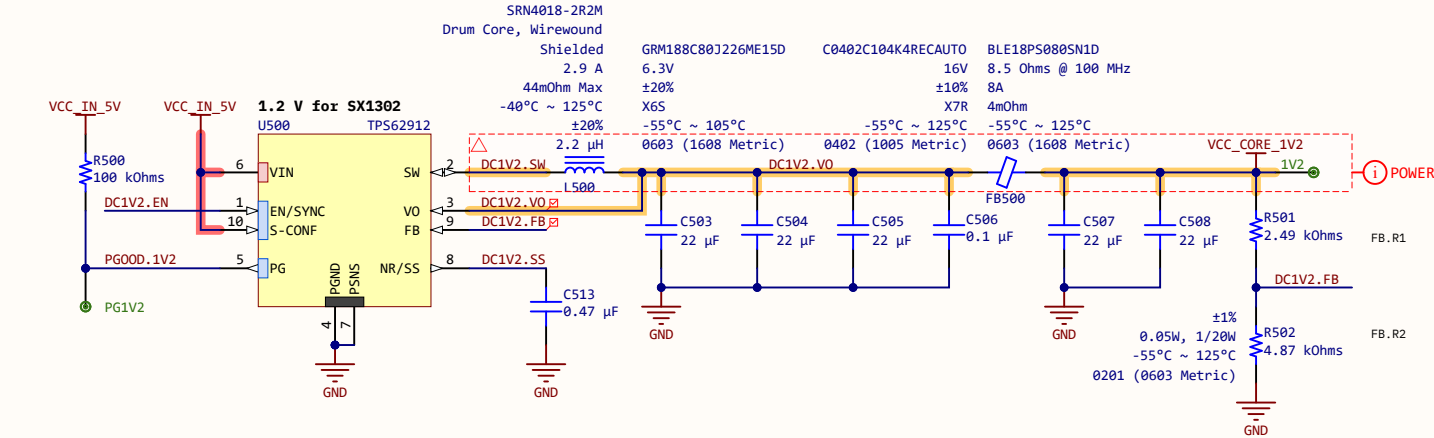 SRN4018-2R2M
Drum Core, Wirewound
Shielded
2.9 A
44mOhm Max
-40°C ~ 125°C
±20%
2.2 µH
L500
GRM188C80J226ME15D
6.3V
±20%
X6S
-55°C ~ 105°C
0603 (1608 Metric)
C0402C104K4RECAUTO
16V
±10%
X7R
-55°C ~ 125°C
0402 (1005 Metric)
BLE18PS080SN1D
8.5 Ohms @ 100 MHz
8A
4mOhm
-55°C ~ 125°C
0603 (1608 Metric)
FB500
VCC_IN_5V
VCC_IN_5V
1.2 V for SX1302
U500
TPS62912
R500
100 kOhms
DC1V2.EN
PGOOD.1V2
PG1V2
6
VIN
1
EN/SYNC
10
S-CONF
5
PG
SW
2
VO
3
FB
9
NR/SS
8
PGND
PSNS
4
7
GND
DC1V2.SW
DC1V2.VO
DC1V2.FB
DC1V2.SS
C513
0.47 µF
GND
DC1V2.VO
C503
22 µF
C504
22 µF
C505
22 µF
C506
0.1 µF
GND
C507
22 µF
C508
22 µF
GND
VCC_CORE_1V2
1V2
i
POWER
R501
2.49 kOhms
FB.R1
DC1V2.FB
±1%
0.05W, 1/20W
-55°C ~ 125°C
0201 (0603 Metric)
R502
4.87 kOhms
FB.R2
GND